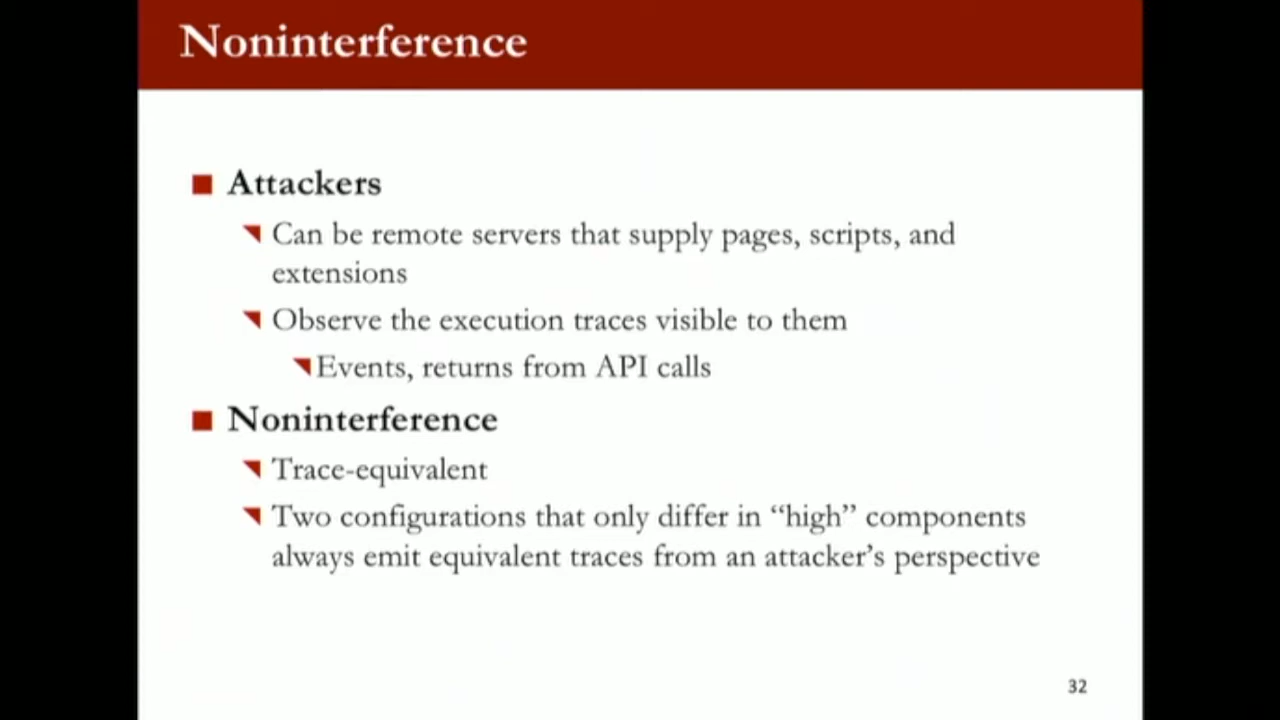 Noninterference
Attackers
Can be remote servers that supply pages, scripts, and
extensions
Observe the execution traces visible to them
Events, returns from API calls
Noninterference
Trace-equivalent
Two configurations that only differ in “high” components
always emit equivalent traces from an attacker’s perspective
32